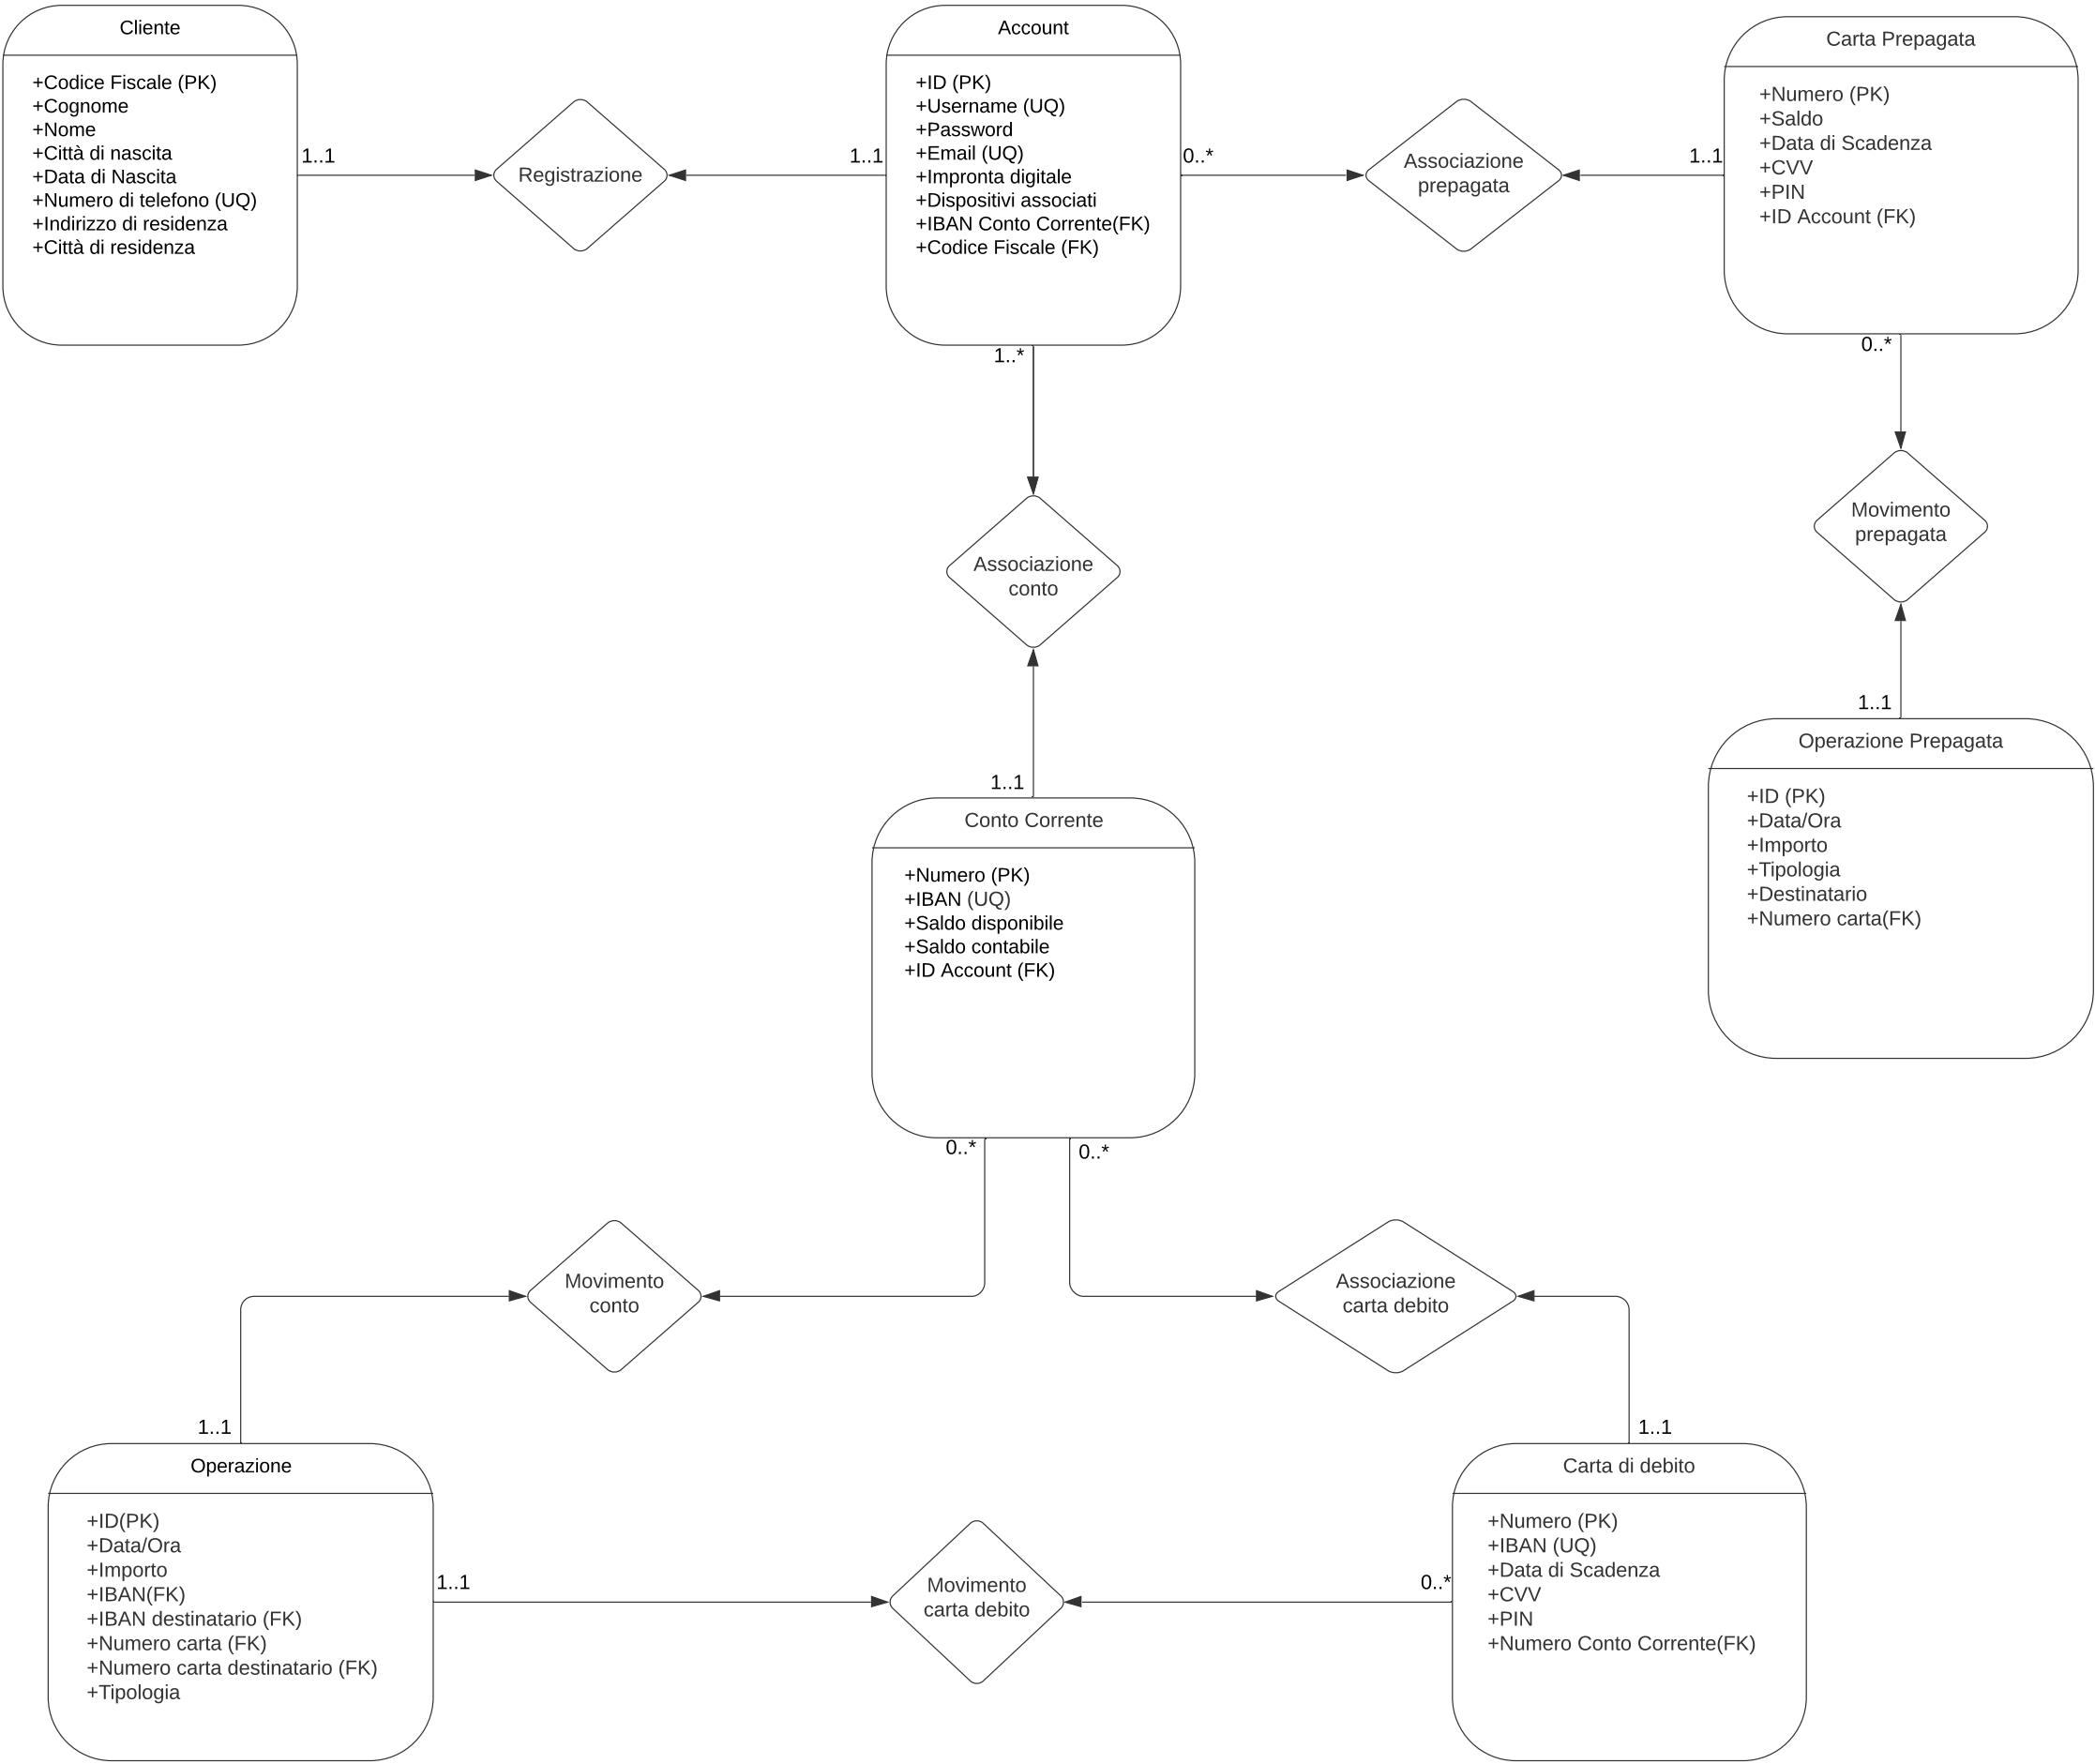 Cliente
+Codice Fiscale (PK)
+Cognome
+Nome
+Città di nascita
+Data di Nascita
+Numero di telefono (UQ)
+Indirizzo di residenza
+Città di residenza
1..1
Registrazione
1..1
Account
+ID (PK)
+Username (UQ)
+Password
+Email (UQ)
+Impronta digitale
+Dispositivi associati
+IBAN Conto Corrente(FK)
+Codice Fiscale (FK)
0..*
Associazione
prepagata
1..1
Carta Prepagata
+Numero (PK)
+Saldo
+Data di Scadenza
+CVV
+PIN
+ID Account (FK)
1..*
Associazione
conto
1..1
0..*
Movimento
prepagata
1..1
Operazione Prepagata
+ID (PK)
+Data/Ora
+Importo
+Tipologia
+Destinatario
+Numero carta(FK)
Conto Corrente
+Numero (PK)
+IBAN (UQ)
+Saldo disponibile
+Saldo contabile
+ID Account (FK)
0..*
0..*
Movimento
conto
Associazione
carta debito
1..1
1..1
Operazione
+ID(PK)
+Data/Ora
+Importo
+IBAN(FK)
+IBAN destinatario (FK)
+Numero carta (FK)
+Numero carta destinatario (FK)
+Tipologia
1..1
Movimento
carta debito
0..*
Carta di debito
+Numero (PK)
+IBAN (UQ)
+Data di Scadenza
+CVV
+PIN
+Numero Conto Corrente(FK)